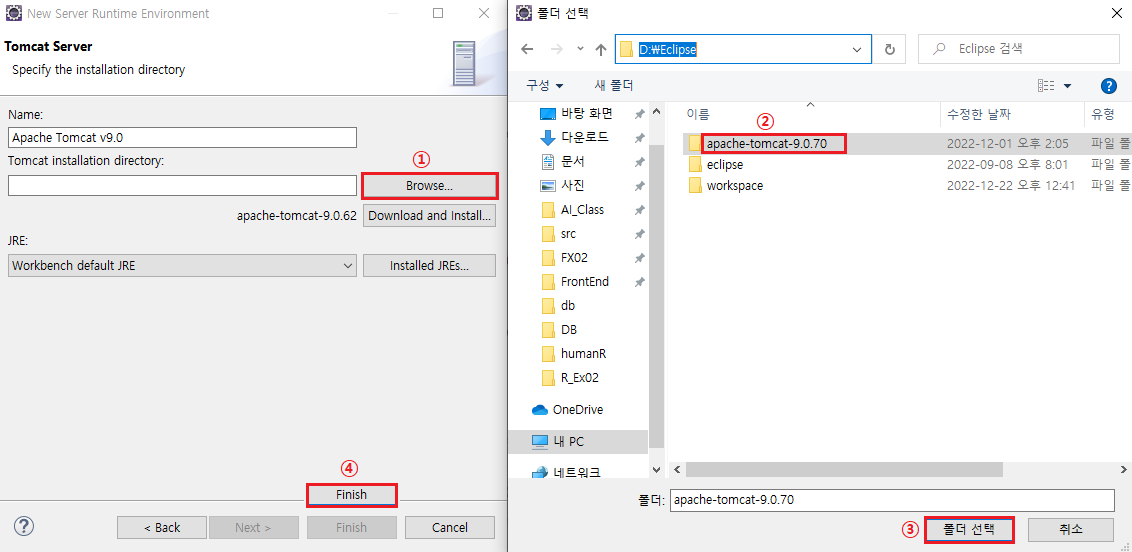 New Server Runtime Environment
Tomcat Server
Specify the installation directory
Name:
Apache Tomcat v9.0
Tomcat installation directory:
①
Browse...
apache-tomcat-9.0.62
Download and Install...
JRE:
Workbench default JRE
Installed JREs...
④
Finish
< Back
Next >
Finish
Cancel
폴더 선택
D:\Eclipse
Eclipse 검색
구성
새 폴더
바탕 화면
다운로드
문서
사진
AI_Class
src
FX02
FrontEnd
db
DB
humanR
R_Ex02
OneDrive
내 PC
네트워크
이름
수정한 날짜
유형
②
apache-tomcat-9.0.70
2022-12-01 오후 2:05
파일 폴
eclipse
2022-09-08 오후 8:01
파일 폴
workspace
2022-12-22 오후 12:41
파일 폴
폴더:
apache-tomcat-9.0.70
③
폴더 선택
취소